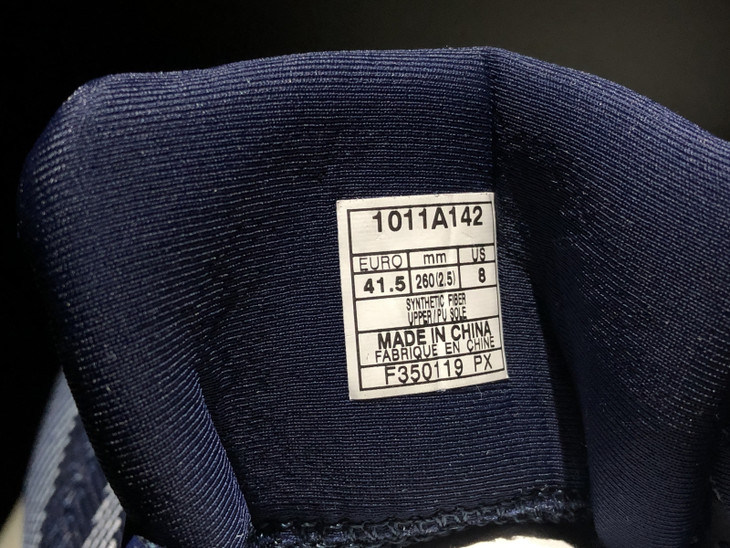 1011A142
EURO mm US
41.5 260(2.5) 8
SYNTHETIC FIBER
UPPER/PU SOLE
MADE IN CHINA
FABRIQUE EN CHINE
F350119 PX